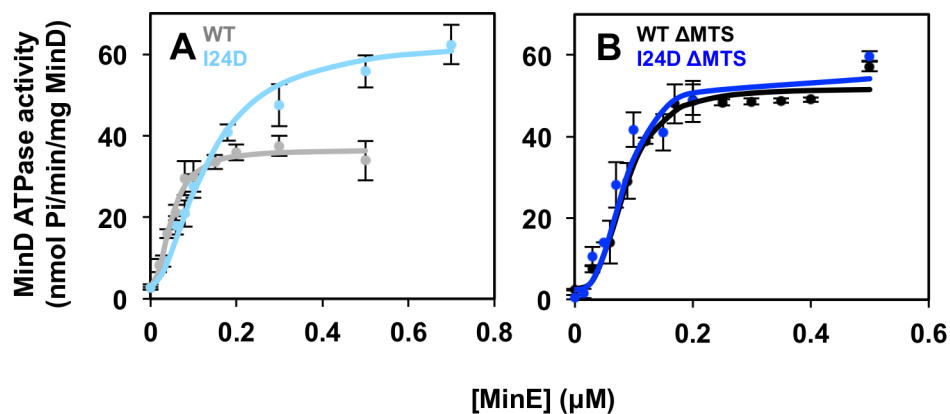 MinD ATPase activity
(nmol Pi/min/mg MinD)
A
WT
I24D
60
40
20
0
0
0.2
0.4
0.6
0.8
B
WT ΔMTS
I24D ΔMTS
60
40
20
0
0
0.2
0.4
0.6
[MinE] (µM)